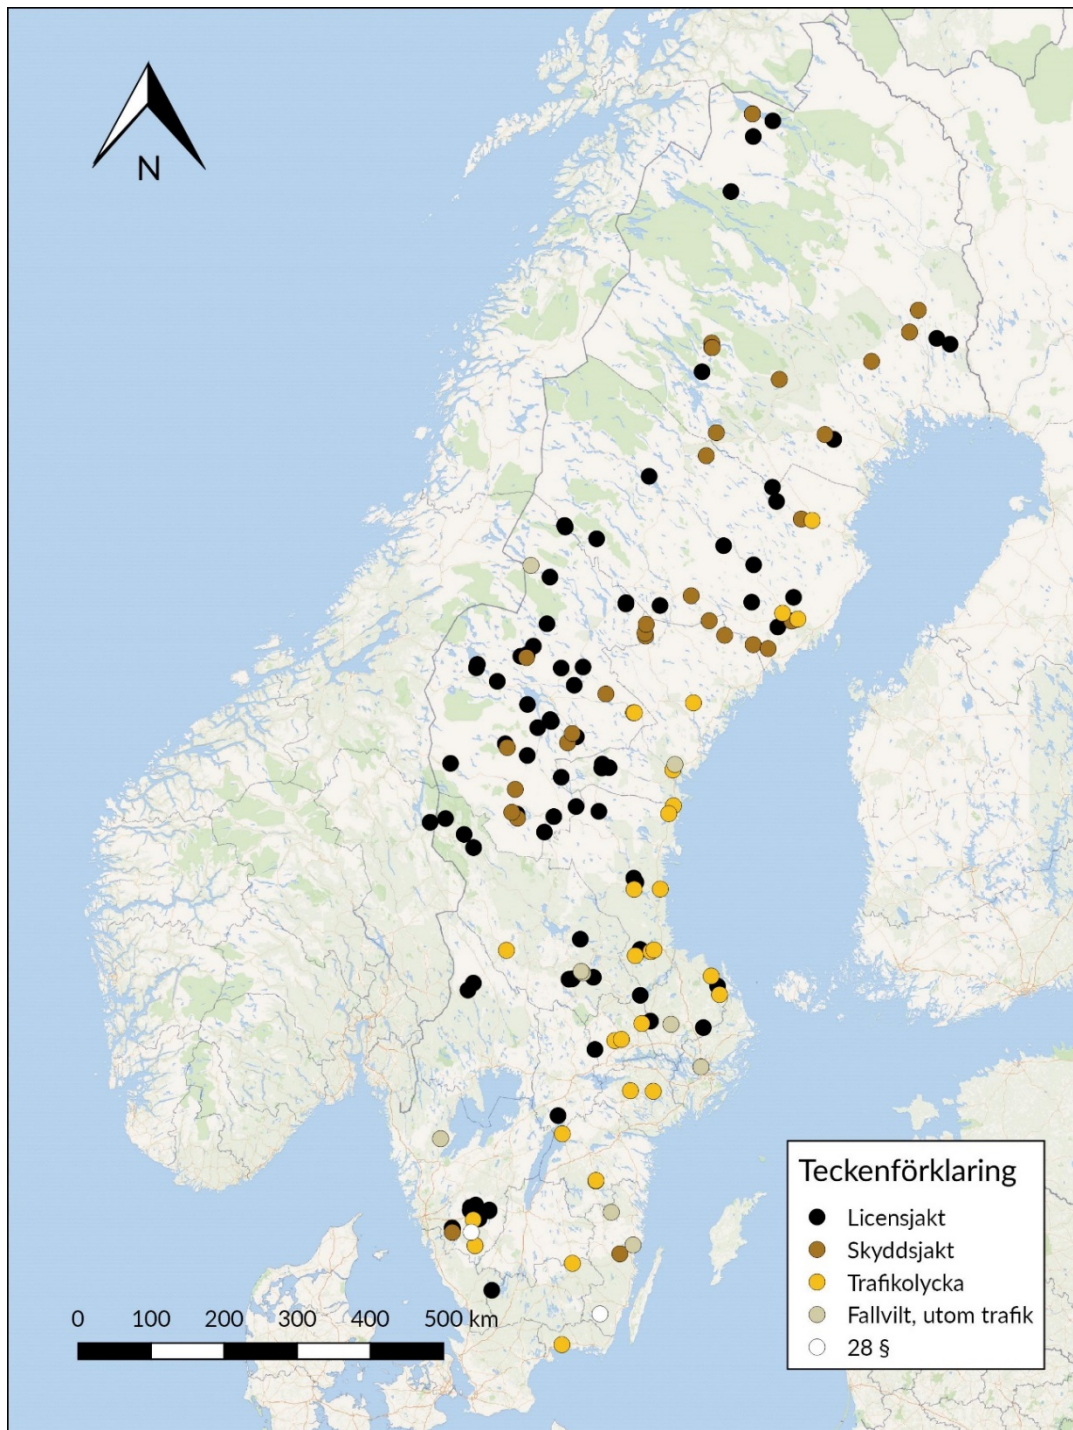 N
Teckenförklaring
Licensjakt
Skyddsjakt
Trafikolycka
Fallvilt, utom trafik
28 §
0 100 200 300 400 500 km